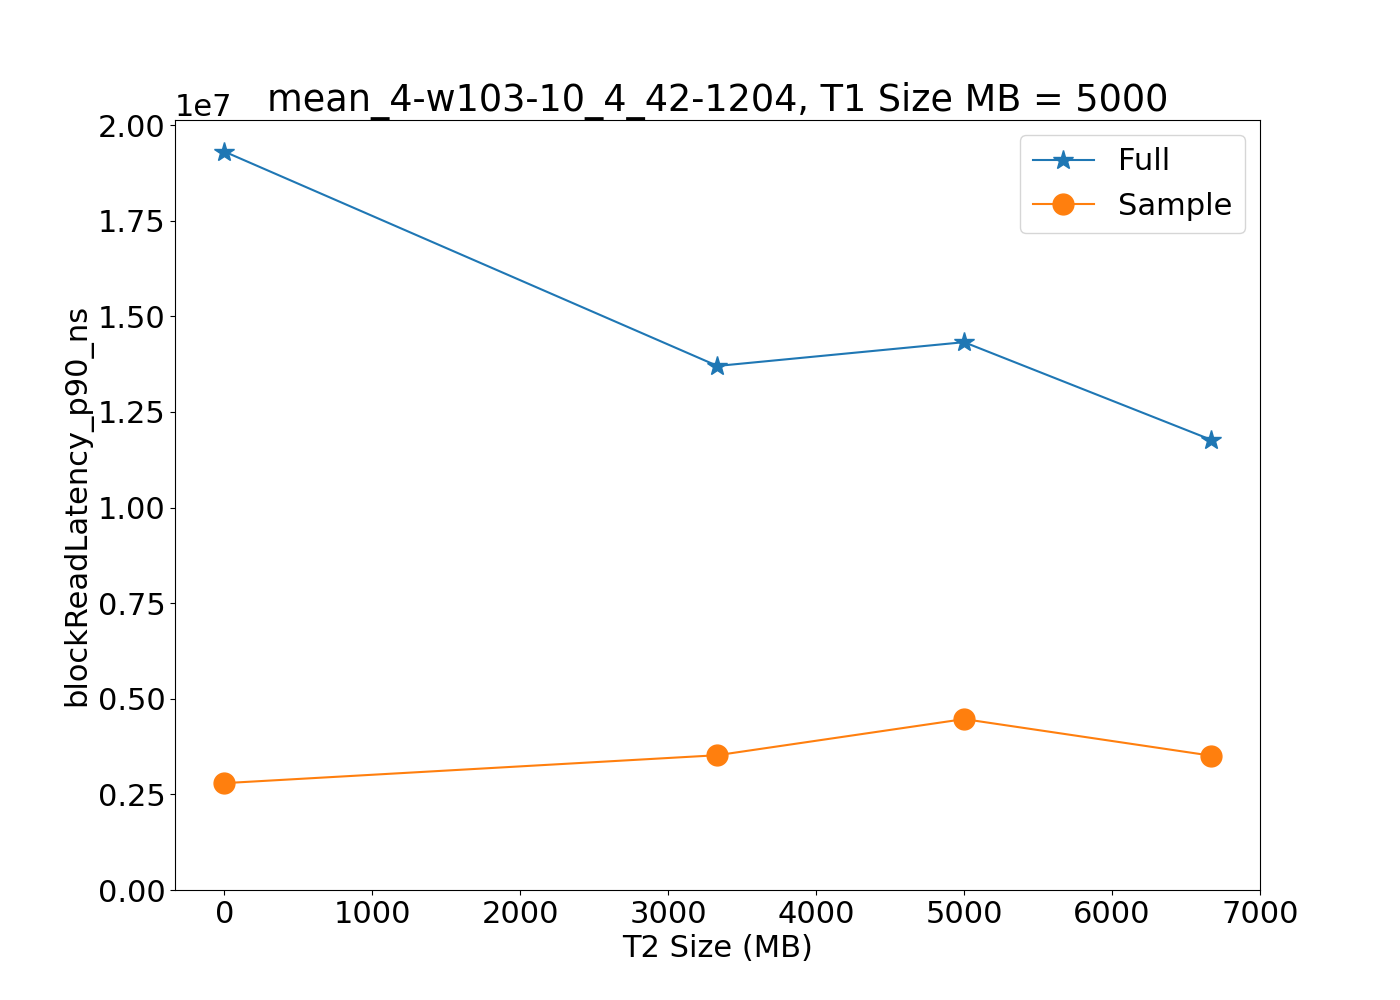 mean_4-w103-10_4_42-1204, T1 Size MB = 5000
1e7
2.00
1.75
1.50
1.25
1.00
0.75
0.50
0.25
0.00
blockReadLatency_p90_ns
Full
Sample
0 1000 2000 3000 4000 5000 6000 7000
T2 Size (MB)